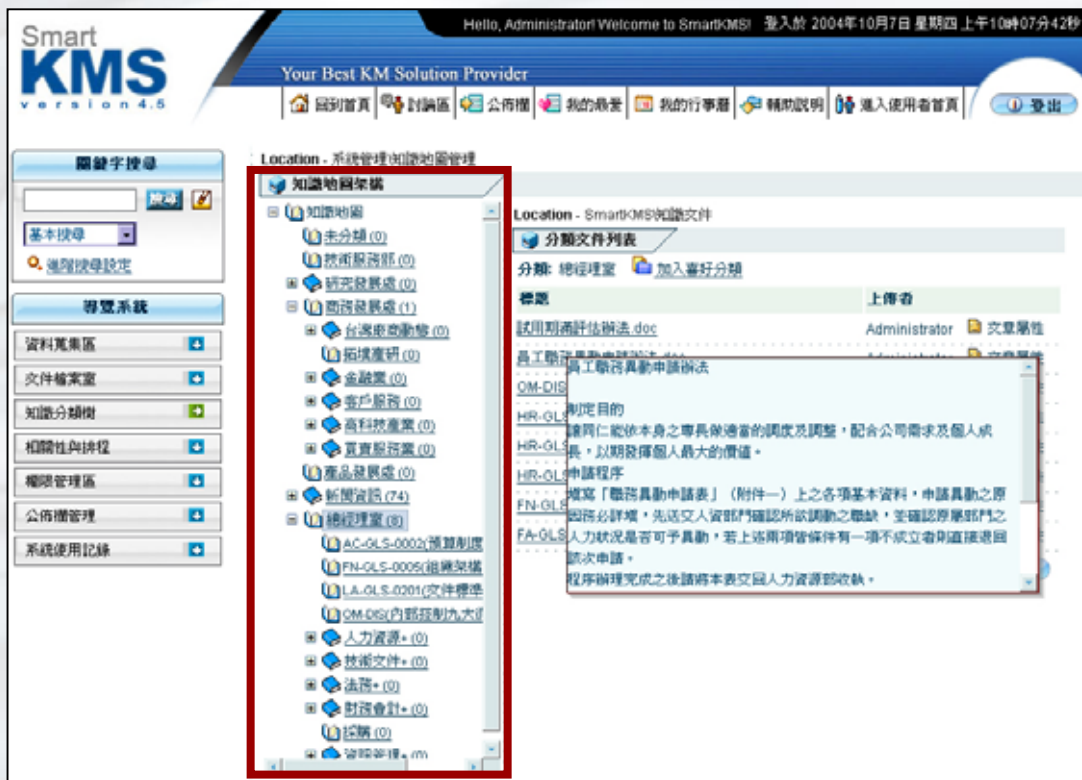 Hello, Administrator! Welcome to SmartKMS! 登入於 2004年10月7日 星期四 上午10時07分42秒
Smart
KMS
version 4.5
Your Best KM Solution Provider
回到首頁 討論區 公佈欄 我的最愛 我的行事曆 輔助說明 進入使用者首頁 登出
關鍵字搜尋
搜尋
基本搜尋
進階搜尋設定
導覽系統
資料蒐集區
文件檔案室
知識分類樹
相關性與排程
權限管理區
公佈欄管理
系統使用記錄
Location - 系統管理\知識地圖管理
知識地圖架構
知識地圖
未分類 (0)
技術服務部 (0)
研究發展處 (0)
商務發展處 (1)
台灣廠商動態 (0)
拓墣產研 (0)
金融業 (0)
客戶服務 (0)
高科技產業 (0)
買賣服務業 (0)
產品發展處 (0)
新聞資訊 (74)
總經理室 (8)
AC-GLS-0002(預算制度
FN-GLS-0005(組織架構
LA-GLS-0201(文件標準
OM-DIS(內部控制九大
人力資源+ (0)
技術文件+ (0)
法務+ (0)
財務會計+ (0)
採購 (0)
資訊管理+ (0)
Location - SmartKMS\知識文件
分類文件列表
分類: 總經理室 加入喜好分類
標題 上傳者
試用期滿評估辦法.doc Administrator 文章屬性
員工職務異動申請辦法.doc Administrator 文章屬性
OM-DIS
HR-GLS
HR-GLS
HR-GLS
FN-GLS
FA-GLS
員工職務異動申請辦法
制定目的
讓同仁能依本身之專長做適當的調度及調整，配合公司需求及個人成
長，以期發揮個人最大的價值。
申請程序
填寫「職務異動申請表」（附件一）上之各項基本資料，申請異動之原
因務必詳填，先送交人資部門確認所欲調動之職缺，並確認原屬部門之
人力狀況是否可予異動，若上述兩項皆條件有一項不成立者則直接退回
該次申請。
程序辦理完成之後請將本表交回人力資源部收執。